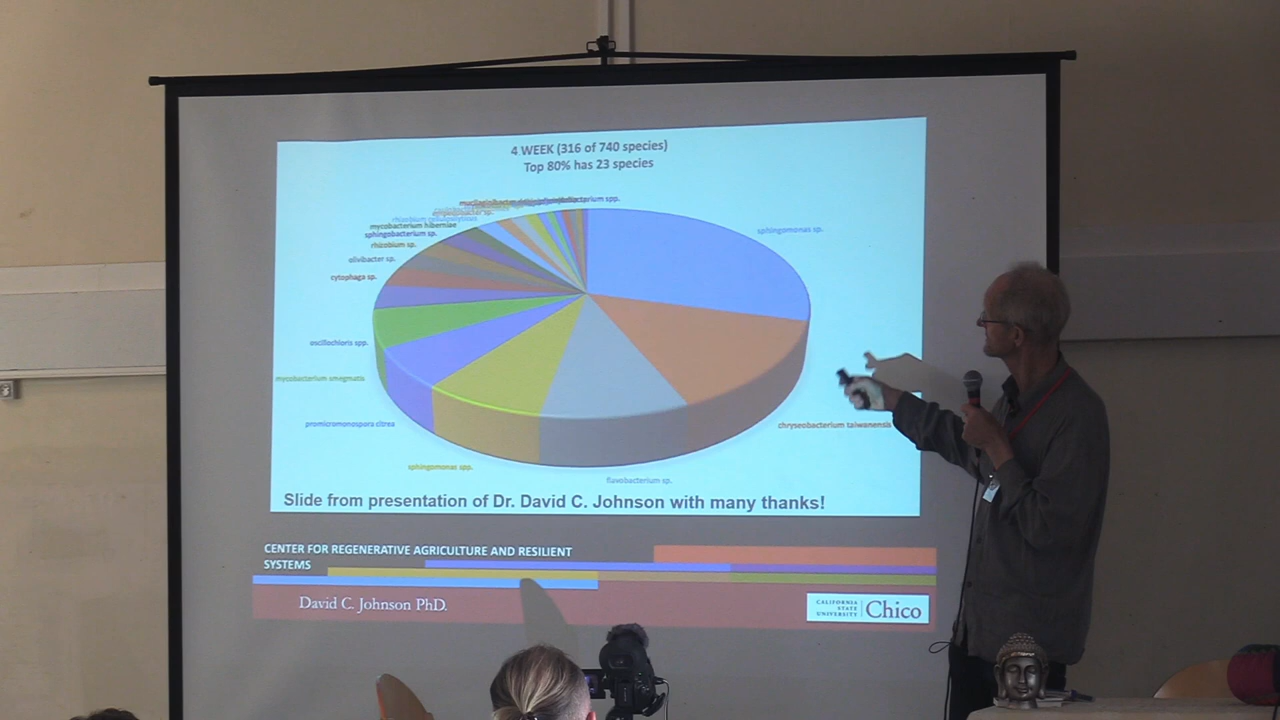 4 WEEK (316 of 740 species)
Top 80% has 23 species
sphingomonas sp.
mycobacterium hiberniae
sphingobacterium sp.
rhizobium sp.
olivibacter sp.
cytophaga sp.
oscillochloris spp.
mycobacterium smegmatis
promicromonospora citrea
chryseobacterium taiwanensis
sphingomonas spp.
flavobacterium sp.
Slide from presentation of Dr. David C. Johnson with many thanks!
CENTER FOR REGENERATIVE AGRICULTURE AND RESILIENT
SYSTEMS
David C. Johnson PhD.
CALIFORNIA
STATE
UNIVERSITY
Chico